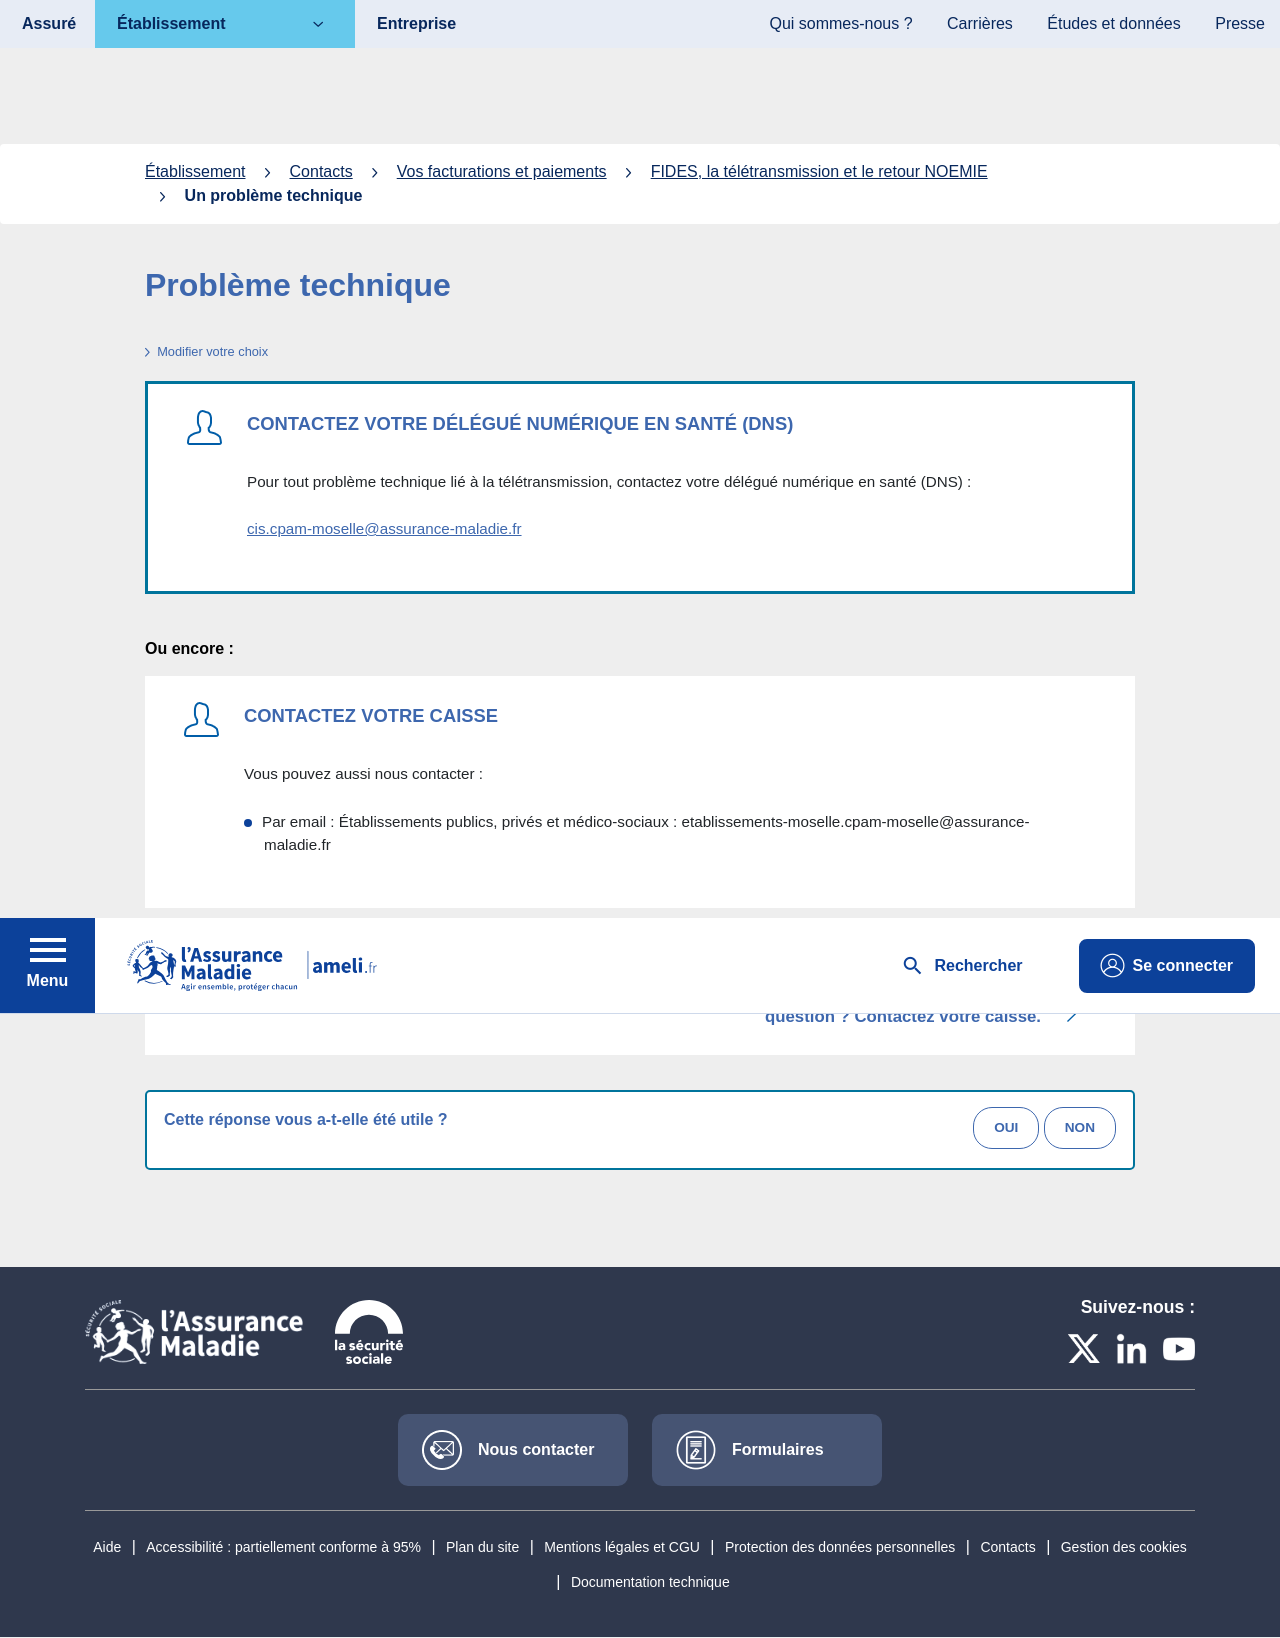 Assuré
Établissement
Entreprise
Qui sommes-nous ?
Carrières
Études et données
Presse
Établissement
Contacts
Vos facturations et paiements
FIDES, la télétransmission et le retour NOEMIE
Un problème technique
Problème technique
Modifier votre choix
CONTACTEZ VOTRE DÉLÉGUÉ NUMÉRIQUE EN SANTÉ (DNS)
Pour tout problème technique lié à la télétransmission, contactez votre délégué numérique en santé (DNS) :
cis.cpam-moselle@assurance-maladie.fr
Ou encore :
CONTACTEZ VOTRE CAISSE
Vous pouvez aussi nous contacter :
Par email : Établissements publics, privés et médico-sociaux : etablissements-moselle.cpam-moselle@assurance-
maladie.fr
Menu
SÉCURITÉ SOCIALE
l'Assurance
Maladie
Agir ensemble, protéger chacun
ameli.fr
Rechercher
Se connecter
question ? Contactez votre caisse.
Cette réponse vous a-t-elle été utile ?
OUI
NON
SÉCURITÉ SOCIALE
l'Assurance
Maladie
la sécurité
sociale
Suivez-nous :
Nous contacter
Formulaires
Aide | Accessibilité : partiellement conforme à 95% | Plan du site | Mentions légales et CGU | Protection des données personnelles | Contacts | Gestion des cookies
| Documentation technique